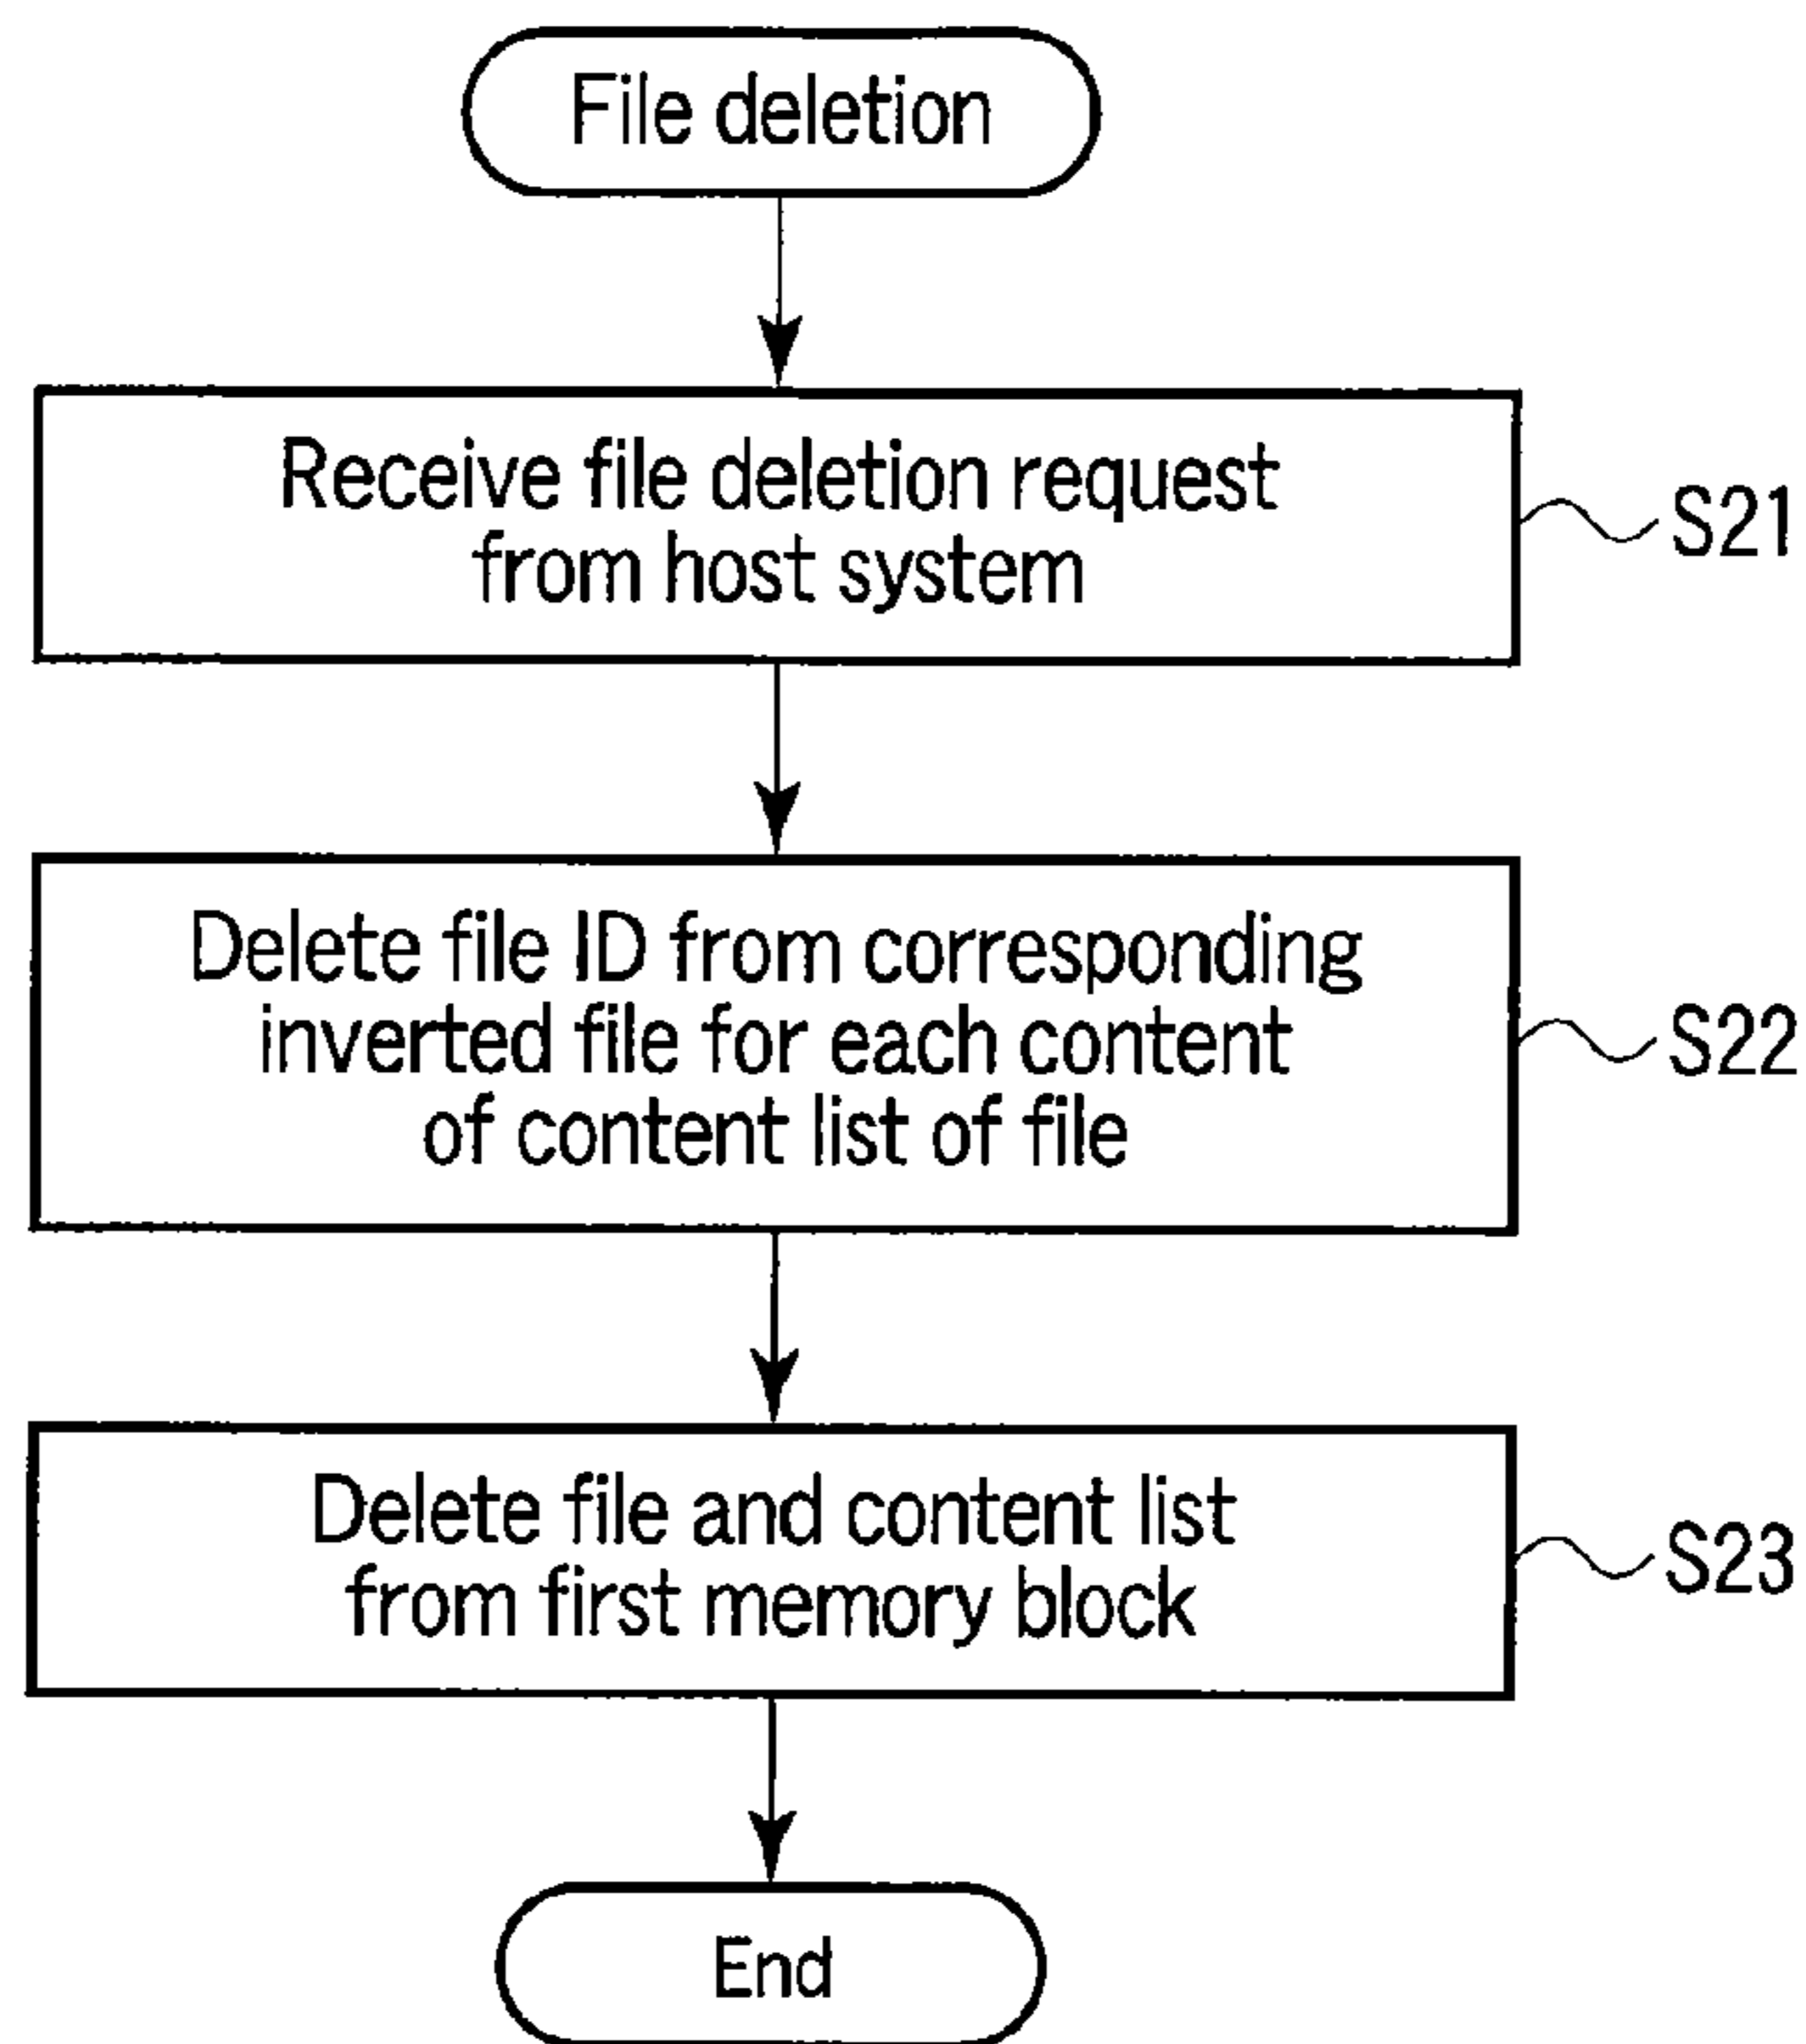 File deletion
Receive file deletion request
from host system
S21
Delete file ID from corresponding
inverted file for each content
of content list of file
S22
Delete file and content list
from first memory block
S23
End